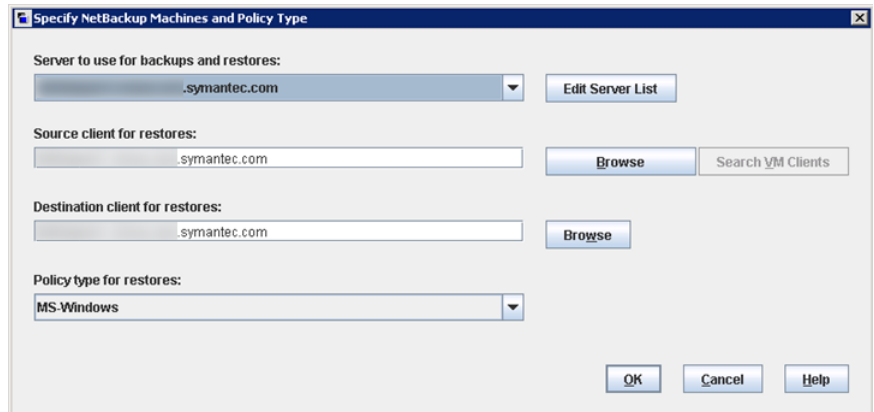 Specify NetBackup Machines and Policy Type
Server to use for backups and restores:
.symantec.com
Edit Server List
Source client for restores:
.symantec.com
Browse
Search VM Clients
Destination client for restores:
.symantec.com
Browse
Policy type for restores:
MS-Windows
OK
Cancel
Help